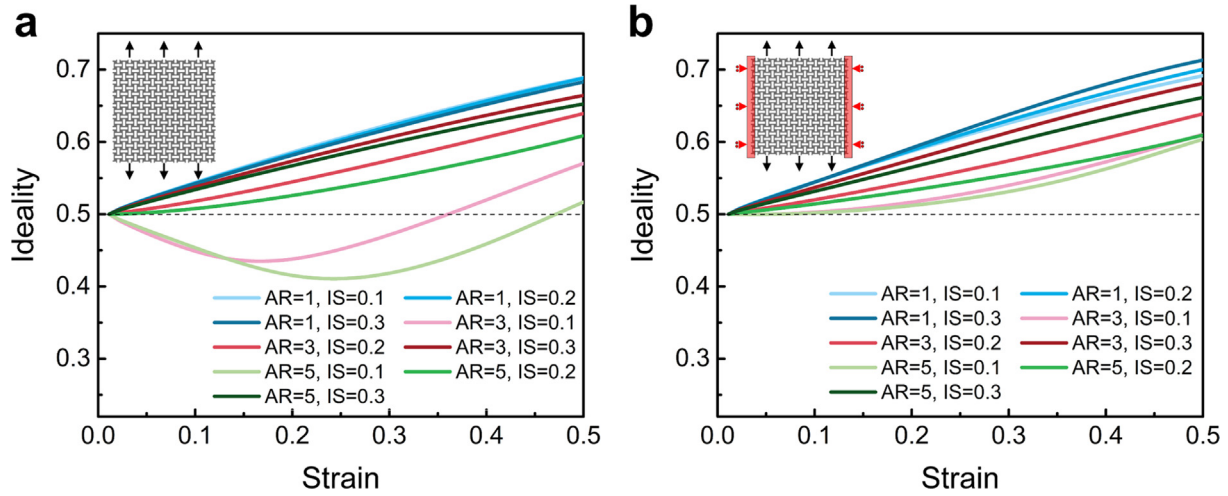 a
0.7
0.6
0.5
0.4
0.3
Ideality
AR=1, IS=0.1 AR=1, IS=0.2
AR=1, IS=0.3 AR=3, IS=0.1
AR=3, IS=0.2 AR=3, IS=0.3
AR=5, IS=0.1 AR=5, IS=0.2
AR=5, IS=0.3
0.0 0.1 0.2 0.3 0.4 0.5
Strain
b
0.7
0.6
0.5
0.4
0.3
Ideality
AR=1, IS=0.1 AR=1, IS=0.2
AR=1, IS=0.3 AR=3, IS=0.1
AR=3, IS=0.2 AR=3, IS=0.3
AR=5, IS=0.1 AR=5, IS=0.2
AR=5, IS=0.3
0.0 0.1 0.2 0.3 0.4 0.5
Strain